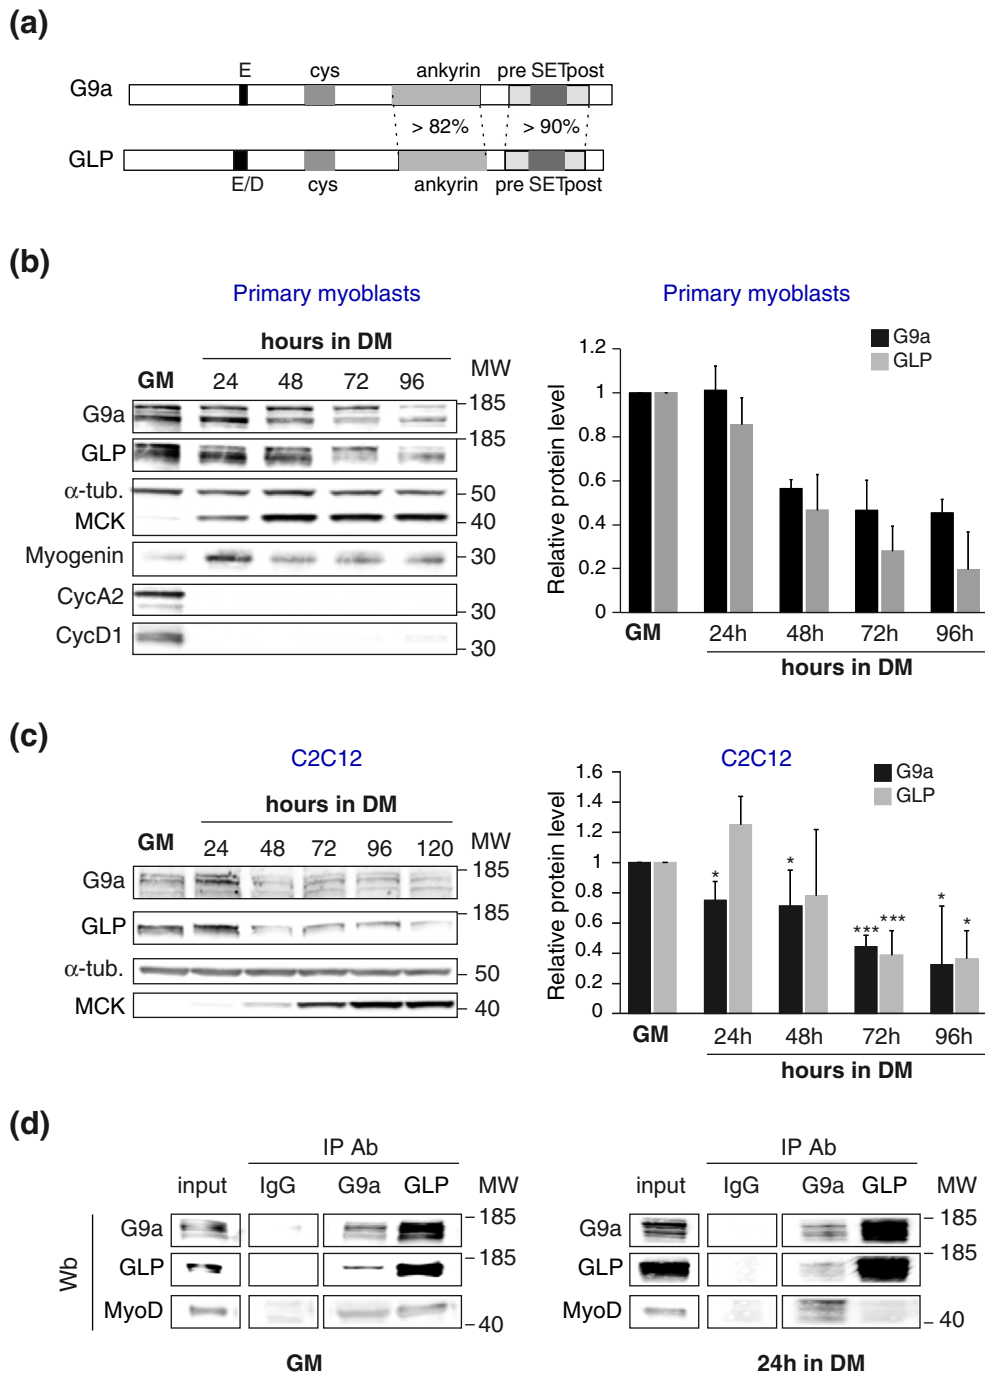 (a)
E cys ankyrin pre SETpost
G9a
> 82% > 90%
GLP
E/D cys ankyrin pre SETpost
(b)
Primary myoblasts
hours in DM
GM 24 48 72 96 MW
G9a
185
GLP
185
α-tub.
50
MCK
40
Myogenin
30
CycA2
30
CycD1
30
Primary myoblasts
G9a
GLP
Relative protein level
1.2
1
0.8
0.6
0.4
0.2
0
GM 24h 48h 72h 96h
hours in DM
(c)
C2C12
hours in DM
GM 24 48 72 96 120 MW
G9a
185
GLP
185
α-tub.
50
MCK
40
C2C12
G9a
GLP
Relative protein level
1.6
1.4
1.2
1
0.8
0.6
0.4
0.2
0
* * *** *** * *
GM 24h 48h 72h 96h
hours in DM
(d)
IP Ab
input IgG G9a GLP MW
Wb
G9a
185
GLP
185
MyoD
40
GM
IP Ab
input IgG G9a GLP MW
G9a
185
GLP
185
MyoD
40
24h in DM